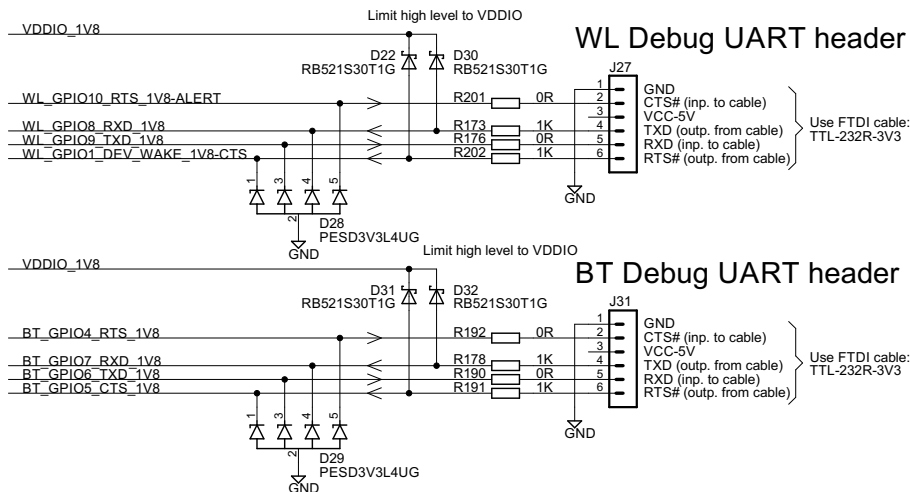 Limit high level to VDDIO
VDDIO_1V8
WL Debug UART header
D22
RB521S30T1G
D30
RB521S30T1G
J27
WL_GPIO10_RTS_1V8-ALERT
R201 0R
WL_GPIO8_RXD_1V8
R173 1K
WL_GPIO9_TXD_1V8
R176 0R
WL_GPIO1_DEV_WAKE_1V8-CTS
R202 1K
1 GND
2 CTS# (inp. to cable)
3 VCC-5V
4 TXD (outp. from cable)
5 RXD (inp. to cable)
6 RTS# (outp. from cable)
Use FTDI cable:
TTL-232R-3V3
GND
1 3 4 5
2
D28
PESD3V3L4UG
GND
Limit high level to VDDIO
VDDIO_1V8
BT Debug UART header
D31
RB521S30T1G
D32
RB521S30T1G
J31
BT_GPIO4_RTS_1V8
R192 0R
BT_GPIO7_RXD_1V8
R178 1K
BT_GPIO6_TXD_1V8
R190 0R
BT_GPIO5_CTS_1V8
R191 1K
1 GND
2 CTS# (inp. to cable)
3 VCC-5V
4 TXD (outp. from cable)
5 RXD (inp. to cable)
6 RTS# (outp. from cable)
Use FTDI cable:
TTL-232R-3V3
GND
1 3 4 5
2
D29
PESD3V3L4UG
GND